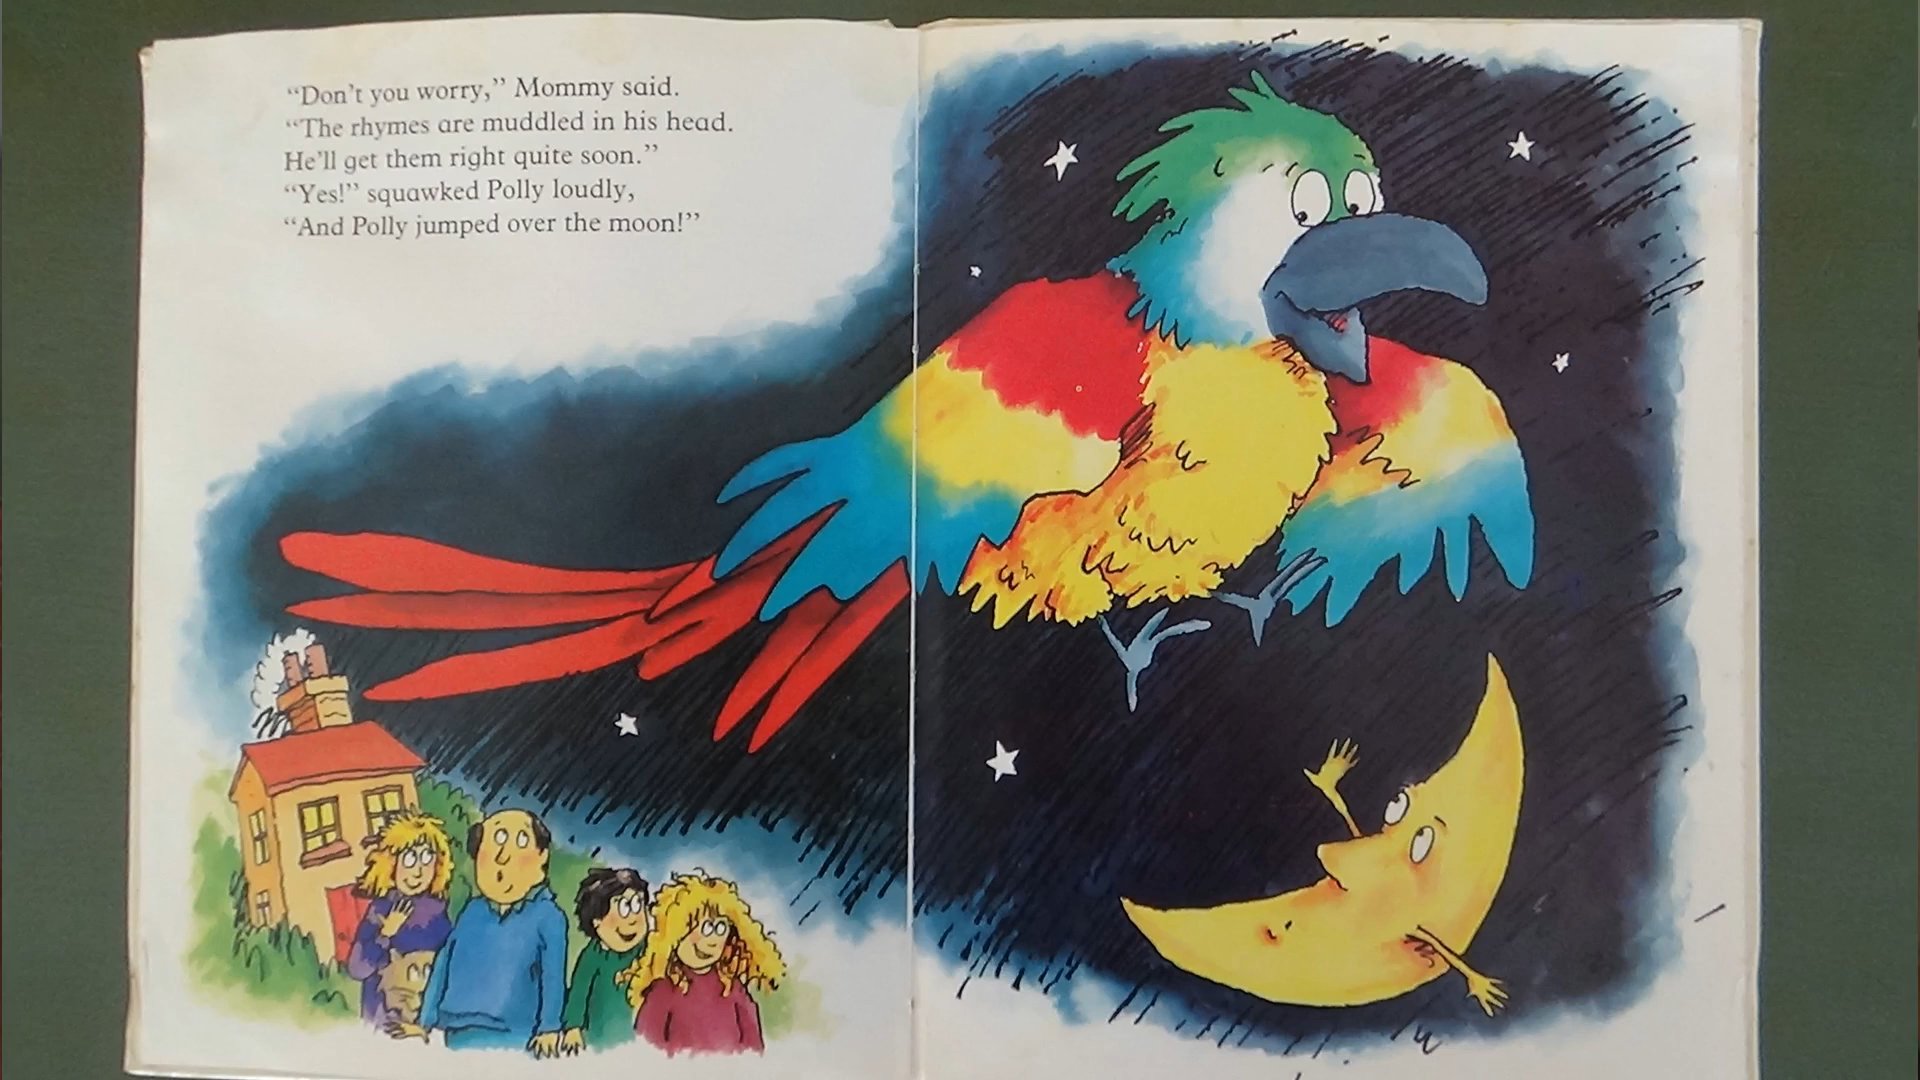 “Don’t you worry,” Mommy said.
“The rhymes are muddled in his head.
He’ll get them right quite soon.”
“Yes!” squawked Polly loudly,
“And Polly jumped over the moon!”